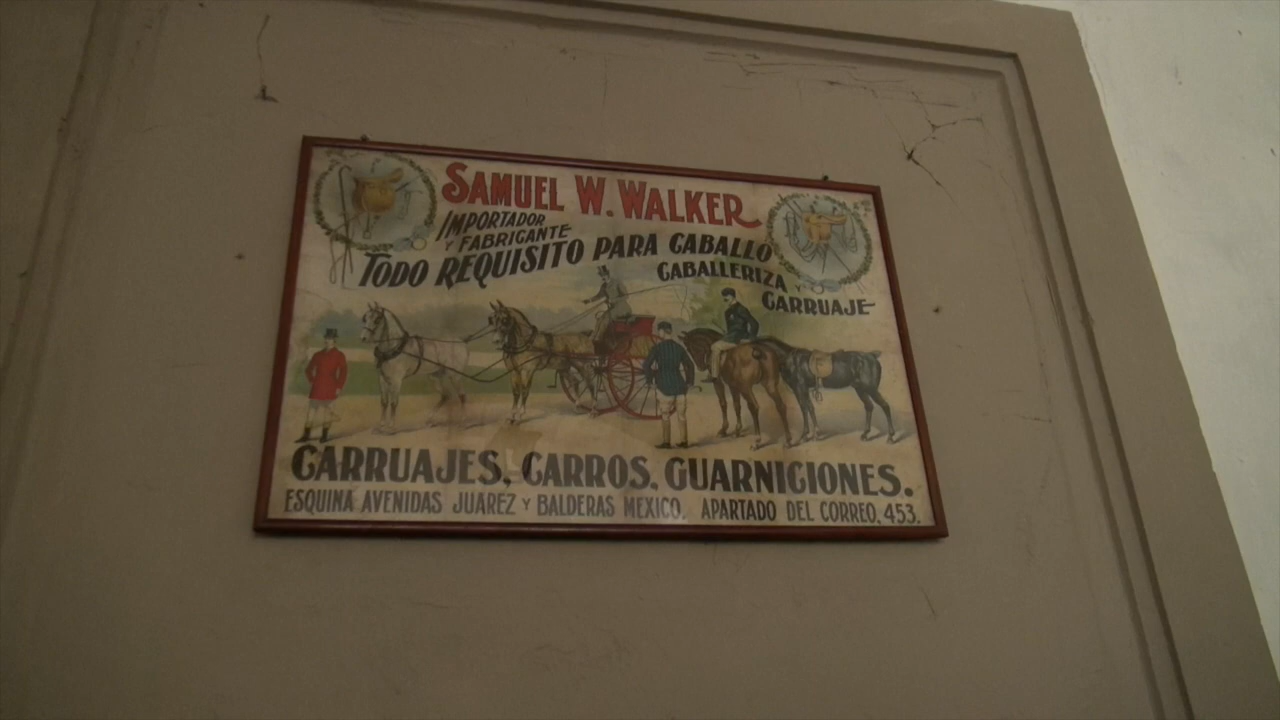 SAMUEL W. WALKER
IMPORTADOR
Y FABRICANTE
TODO REQUISITO PARA CABALLO
CABALLERIZA Y
CARRUAJE
CARRUAJES, CARROS, GUARNICIONES.
ESQUINA AVENIDAS JUAREZ Y BALDERAS MEXICO. APARTADO DEL CORREO, 453.